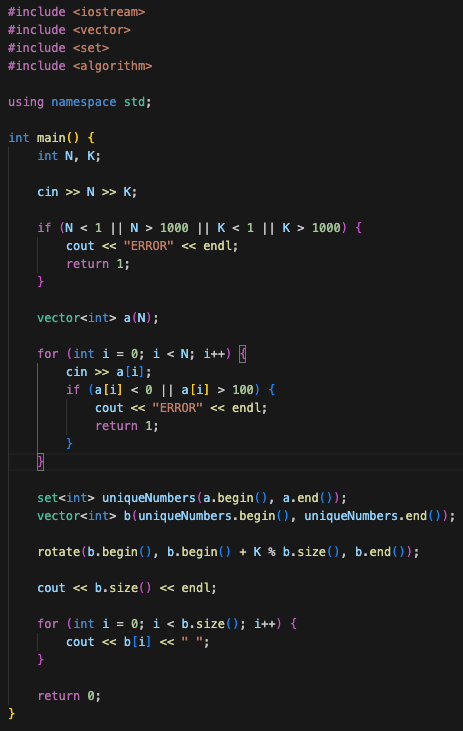 #include <iostream>
#include <vector>
#include <set>
#include <algorithm>
using namespace std;
int main() {
    int N, K;
    cin >> N >> K;
    if (N < 1 || N > 1000 || K < 1 || K > 1000) {
        cout << "ERROR" << endl;
        return 1;
    }
    vector<int> a(N);
    for (int i = 0; i < N; i++) {
        cin >> a[i];
        if (a[i] < 0 || a[i] > 100) {
            cout << "ERROR" << endl;
            return 1;
        }
    }
    set<int> uniqueNumbers(a.begin(), a.end());
    vector<int> b(uniqueNumbers.begin(), uniqueNumbers.end());
    rotate(b.begin(), b.begin() + K % b.size(), b.end());
    cout << b.size() << endl;
    for (int i = 0; i < b.size(); i++) {
        cout << b[i] << " ";
    }
    return 0;
}